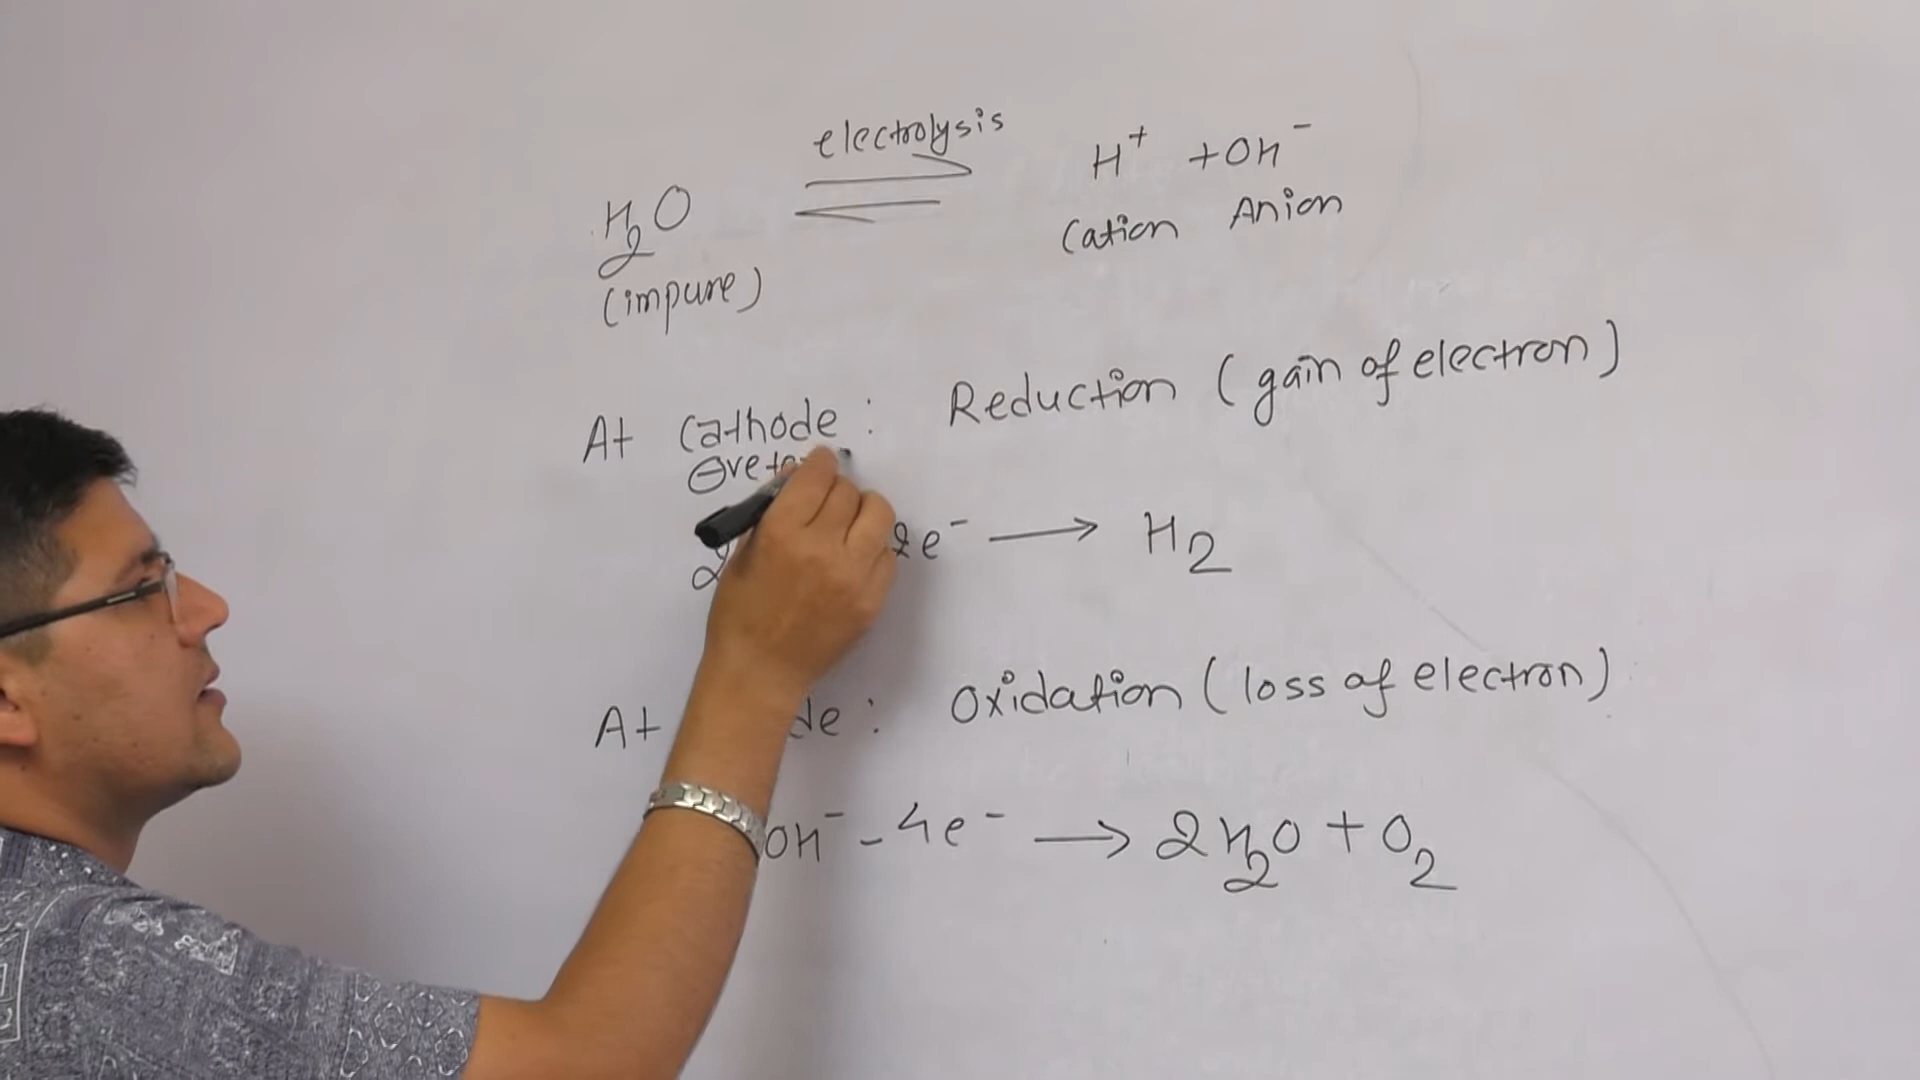 electrolysis
H₂O ⇌ H⁺ + OH⁻
(impure) Cation Anion
At Cathode: Reduction (gain of electron)
⊖ve
2e⁻ → H₂
At : Oxidation (loss of electron)
OH⁻ - 4e⁻ → 2H₂O + O₂